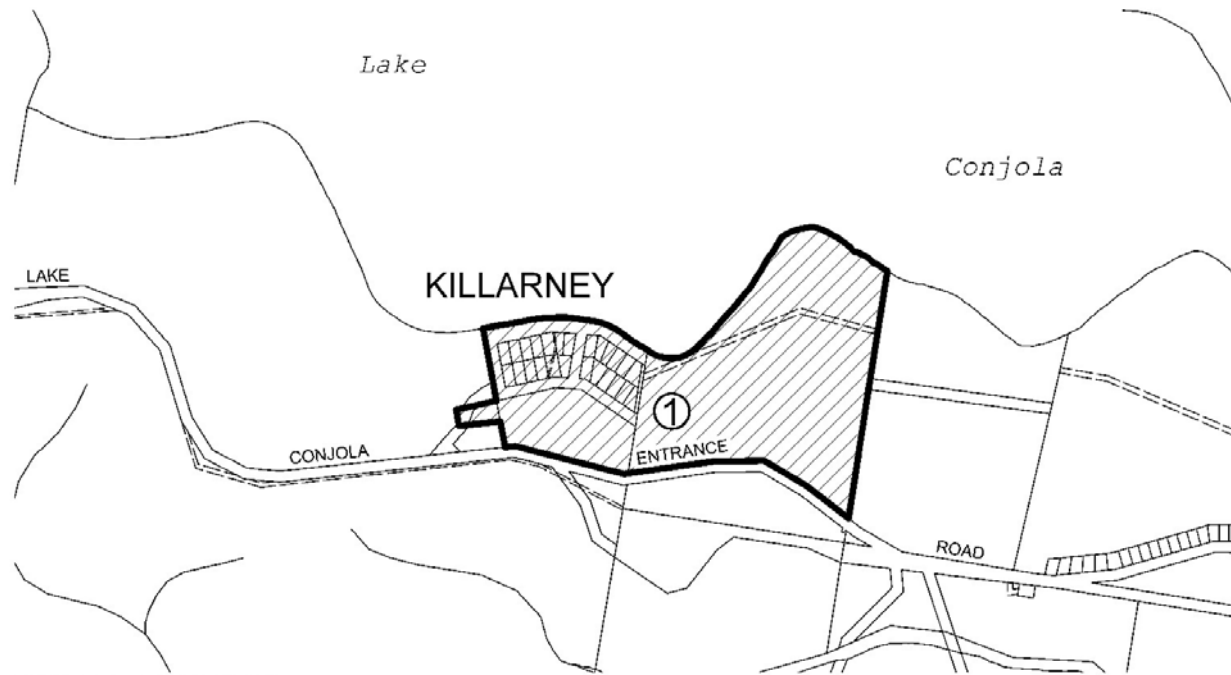 Lake
Conjola
LAKE
KILLARNEY
1
CONJOLA
ENTRANCE
ROAD